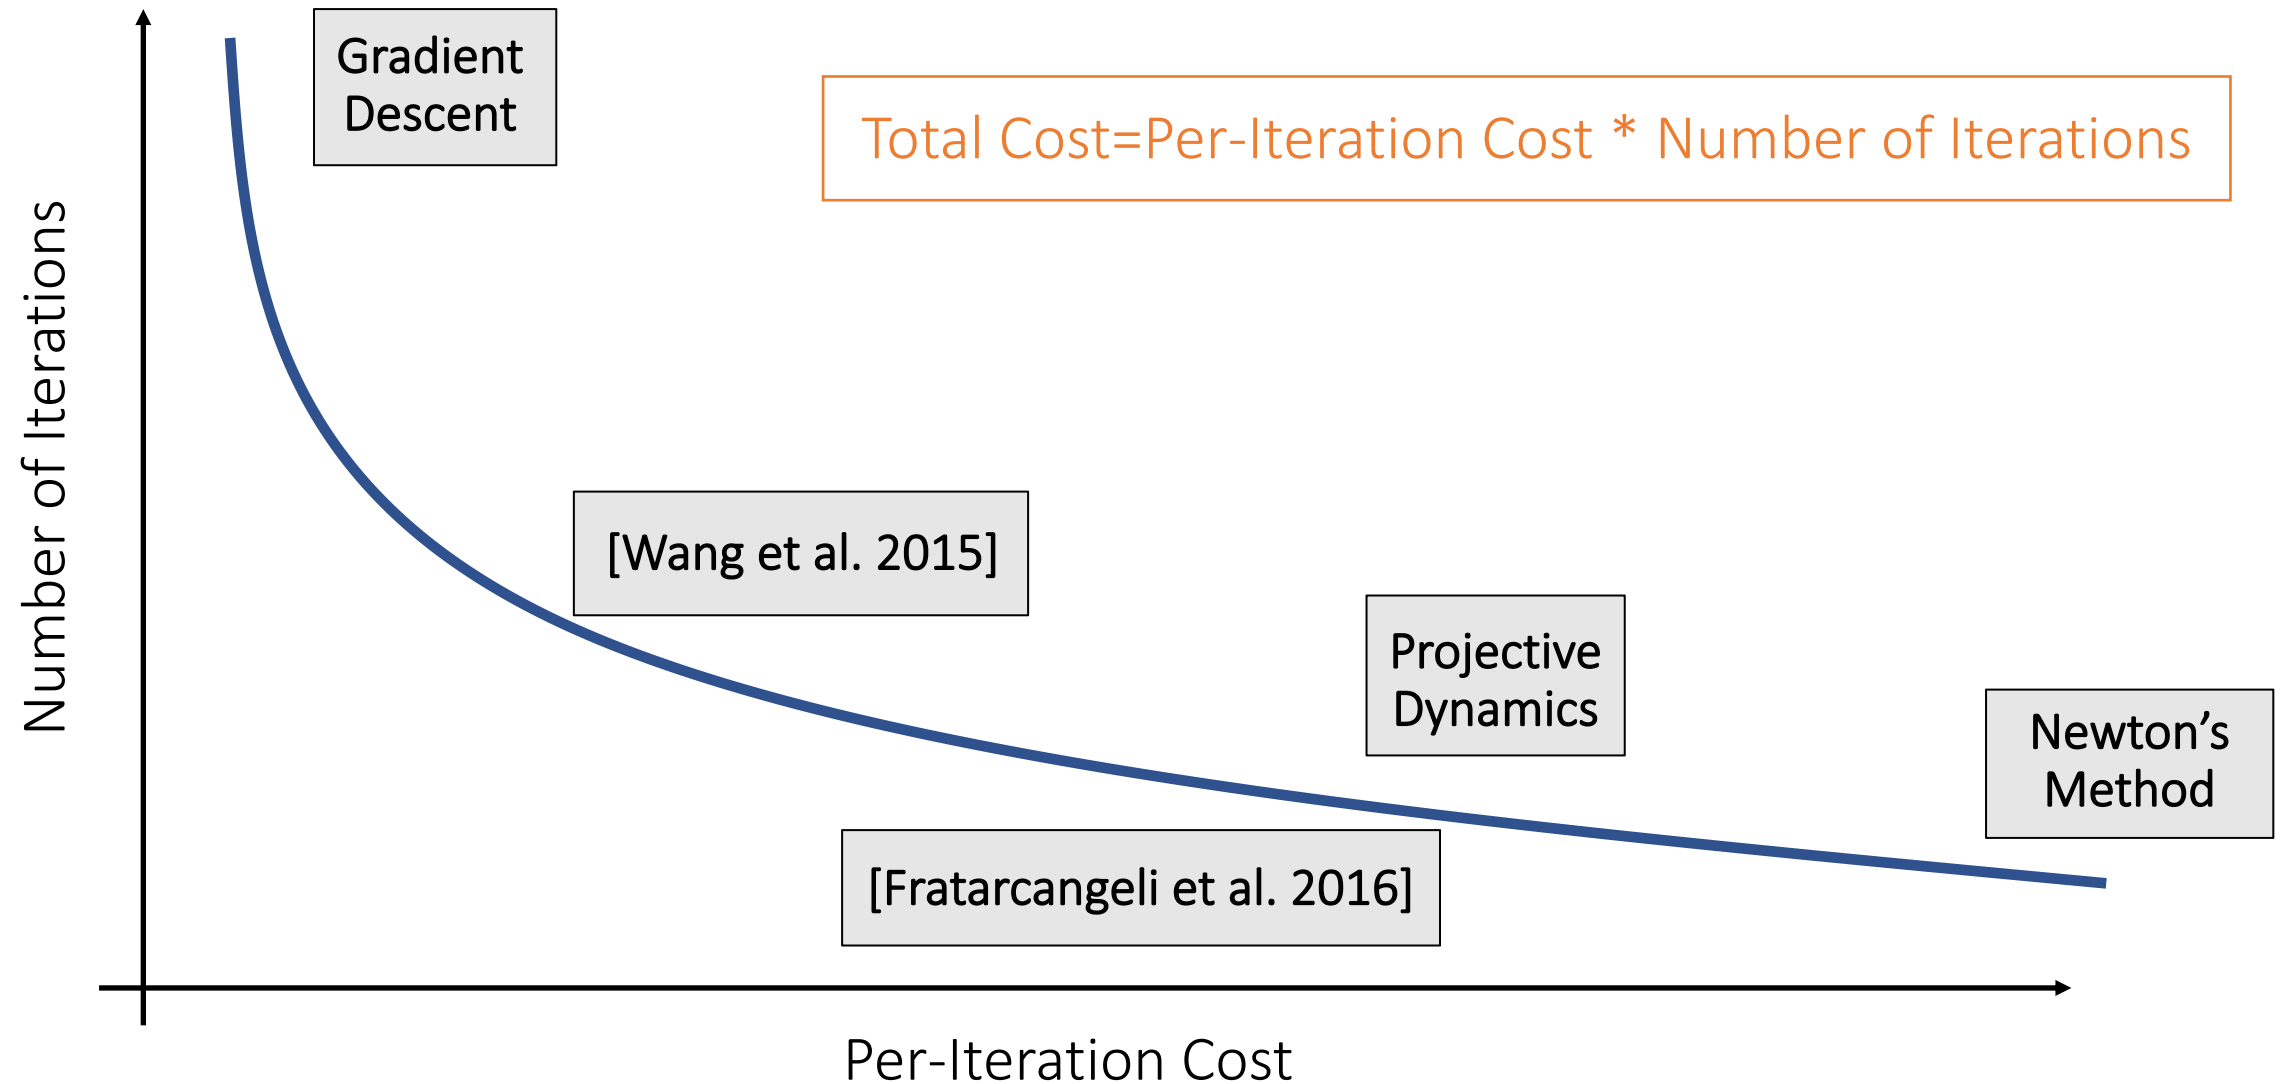 Gradient
Descent
Total Cost=Per-Iteration Cost * Number of Iterations
Number of Iterations
[Wang et al. 2015]
Projective
Dynamics
Newton’s
Method
[Fratarcangeli et al. 2016]
Per-Iteration Cost